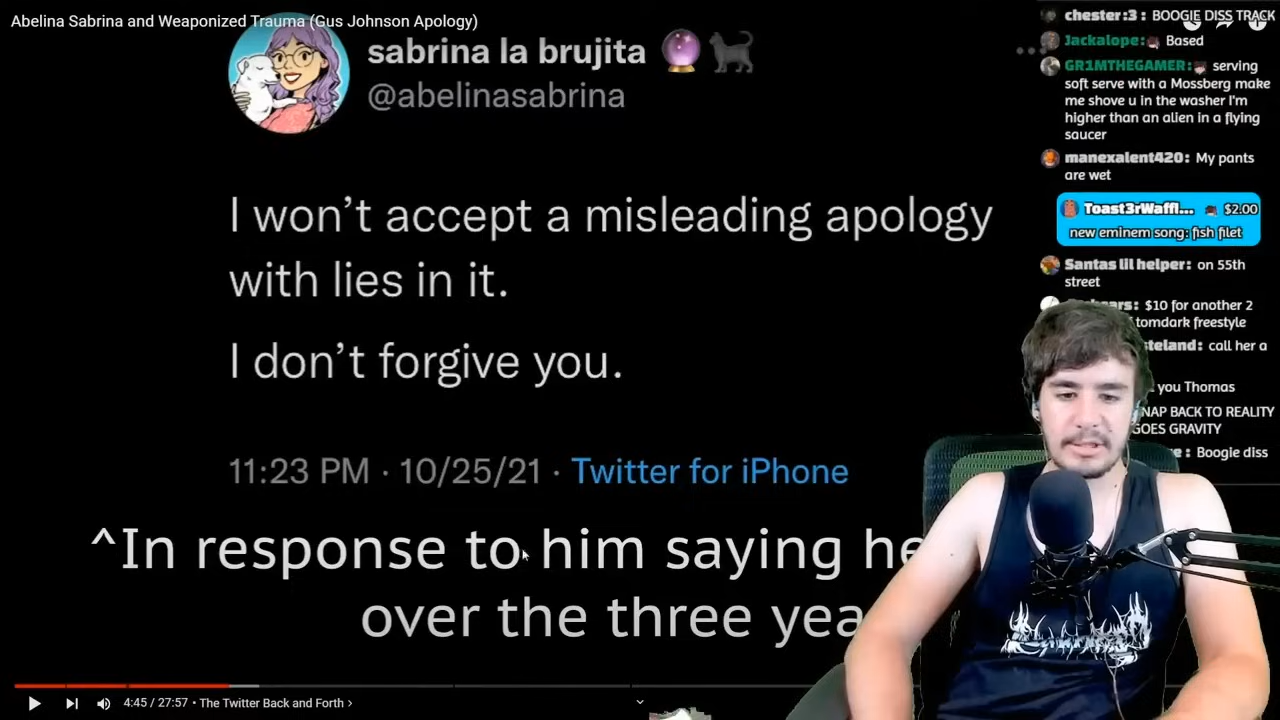 Abelina Sabrina and Weaponized Trauma (Gus Johnson Apology)
sabrina la brujita
@abelinasabrina
I won't accept a misleading apology
with lies in it.
I don't forgive you.
11:23 PM · 10/25/21 · Twitter for iPhone
^In response to him saying he
over the three yea
4:45 / 27:57 • The Twitter Back and Forth >
chester:3 : BOOGIE DISS TRACK
Jackalope: Based
GR1MTHEGAMER: serving
soft serve with a Mossberg make
me shove u in the washer I'm
higher than an alien in a flying
saucer
manexalent420: My pants
are wet
Toast3rWaffl... $2.00
new eminem song: fish filet
Santas lil helper: on 55th
street
ears: $10 for another 2
tomdark freestyle
teland: call her a
you Thomas
NAP BACK TO REALITY
GOES GRAVITY
: Boogie diss